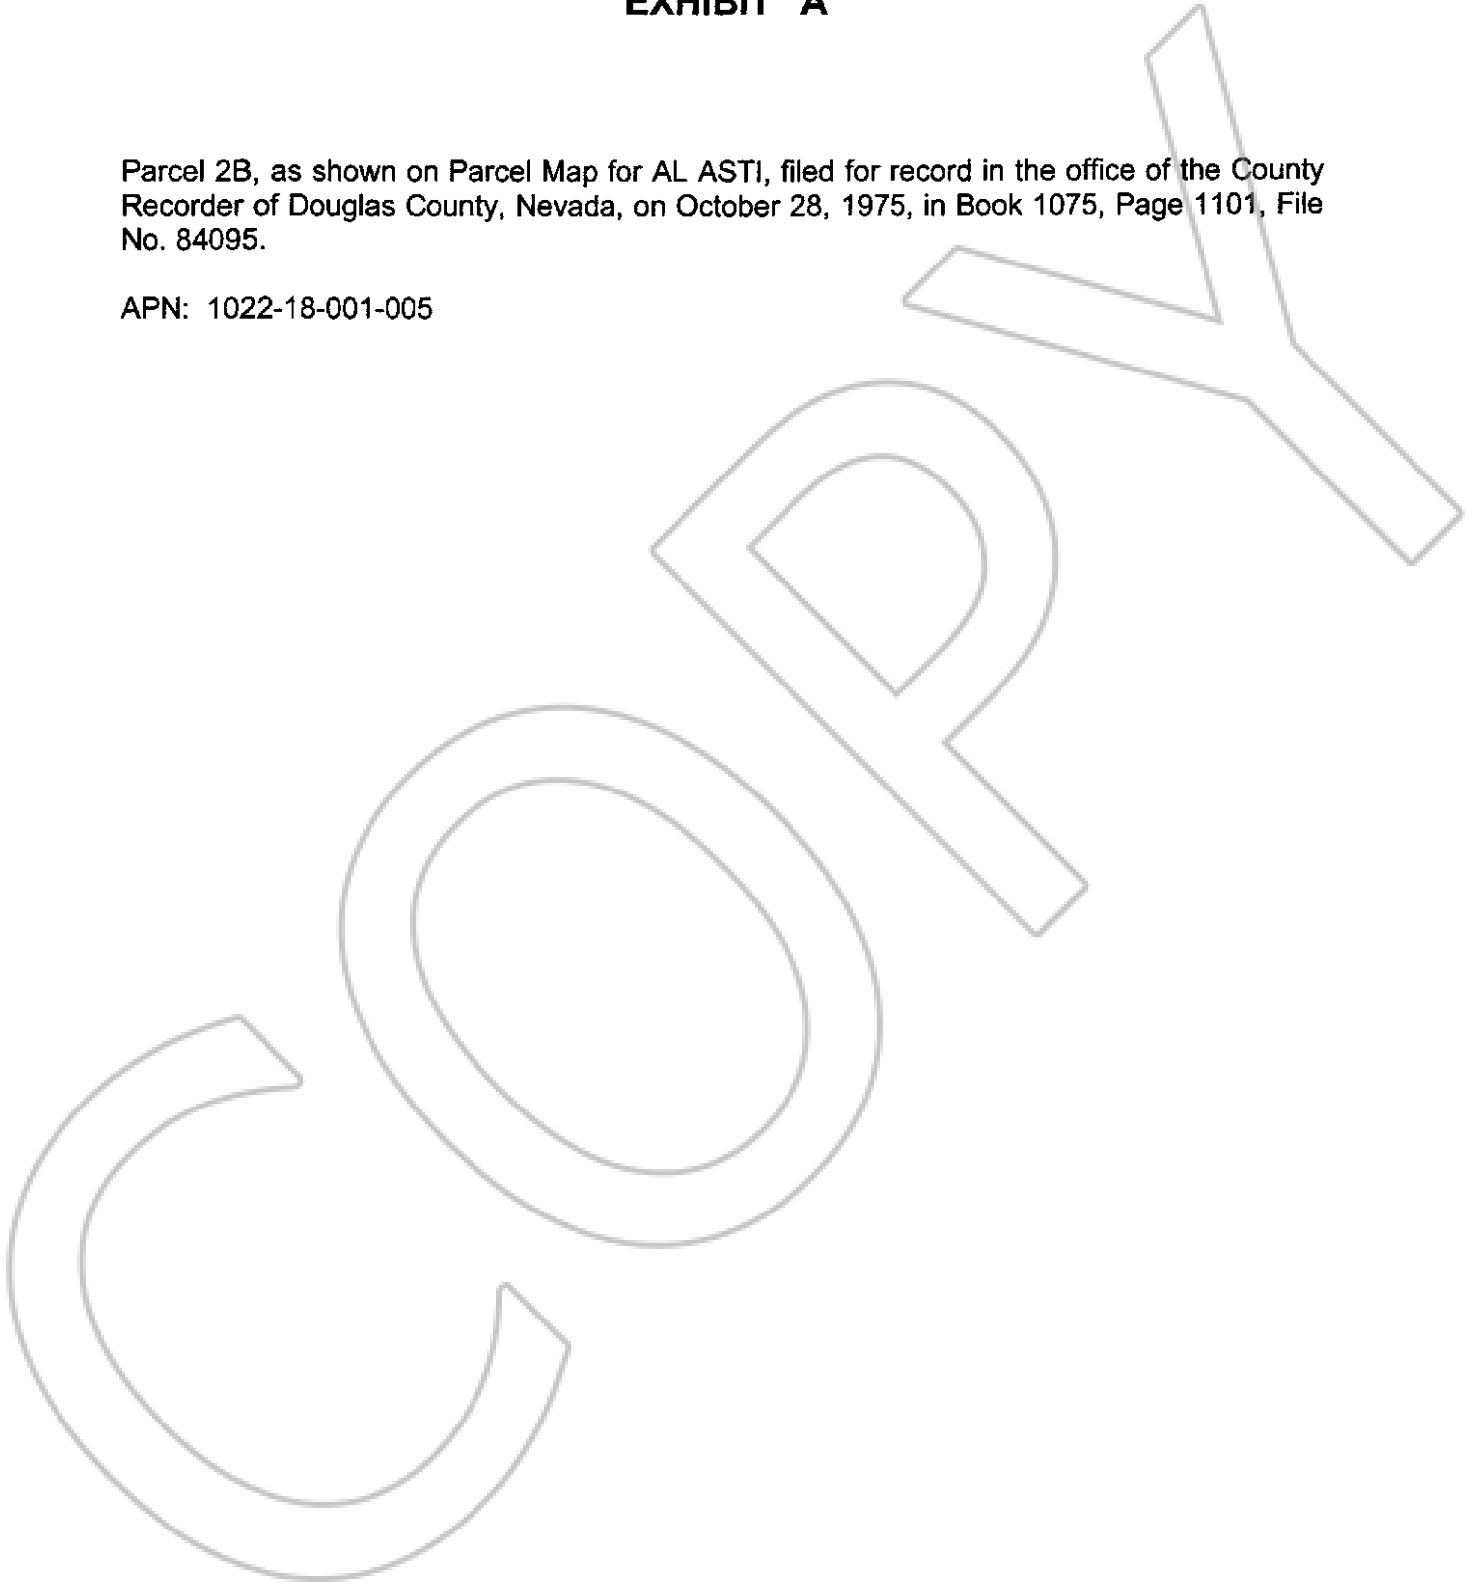 EXHIBIT "A"
Parcel 2B, as shown on Parcel Map for AL ASTI, filed for record in the office of the County
Recorder of Douglas County, Nevada, on October 28, 1975, in Book 1075, Page 1101, File
No. 84095.
APN: 1022-18-001-005
COPY